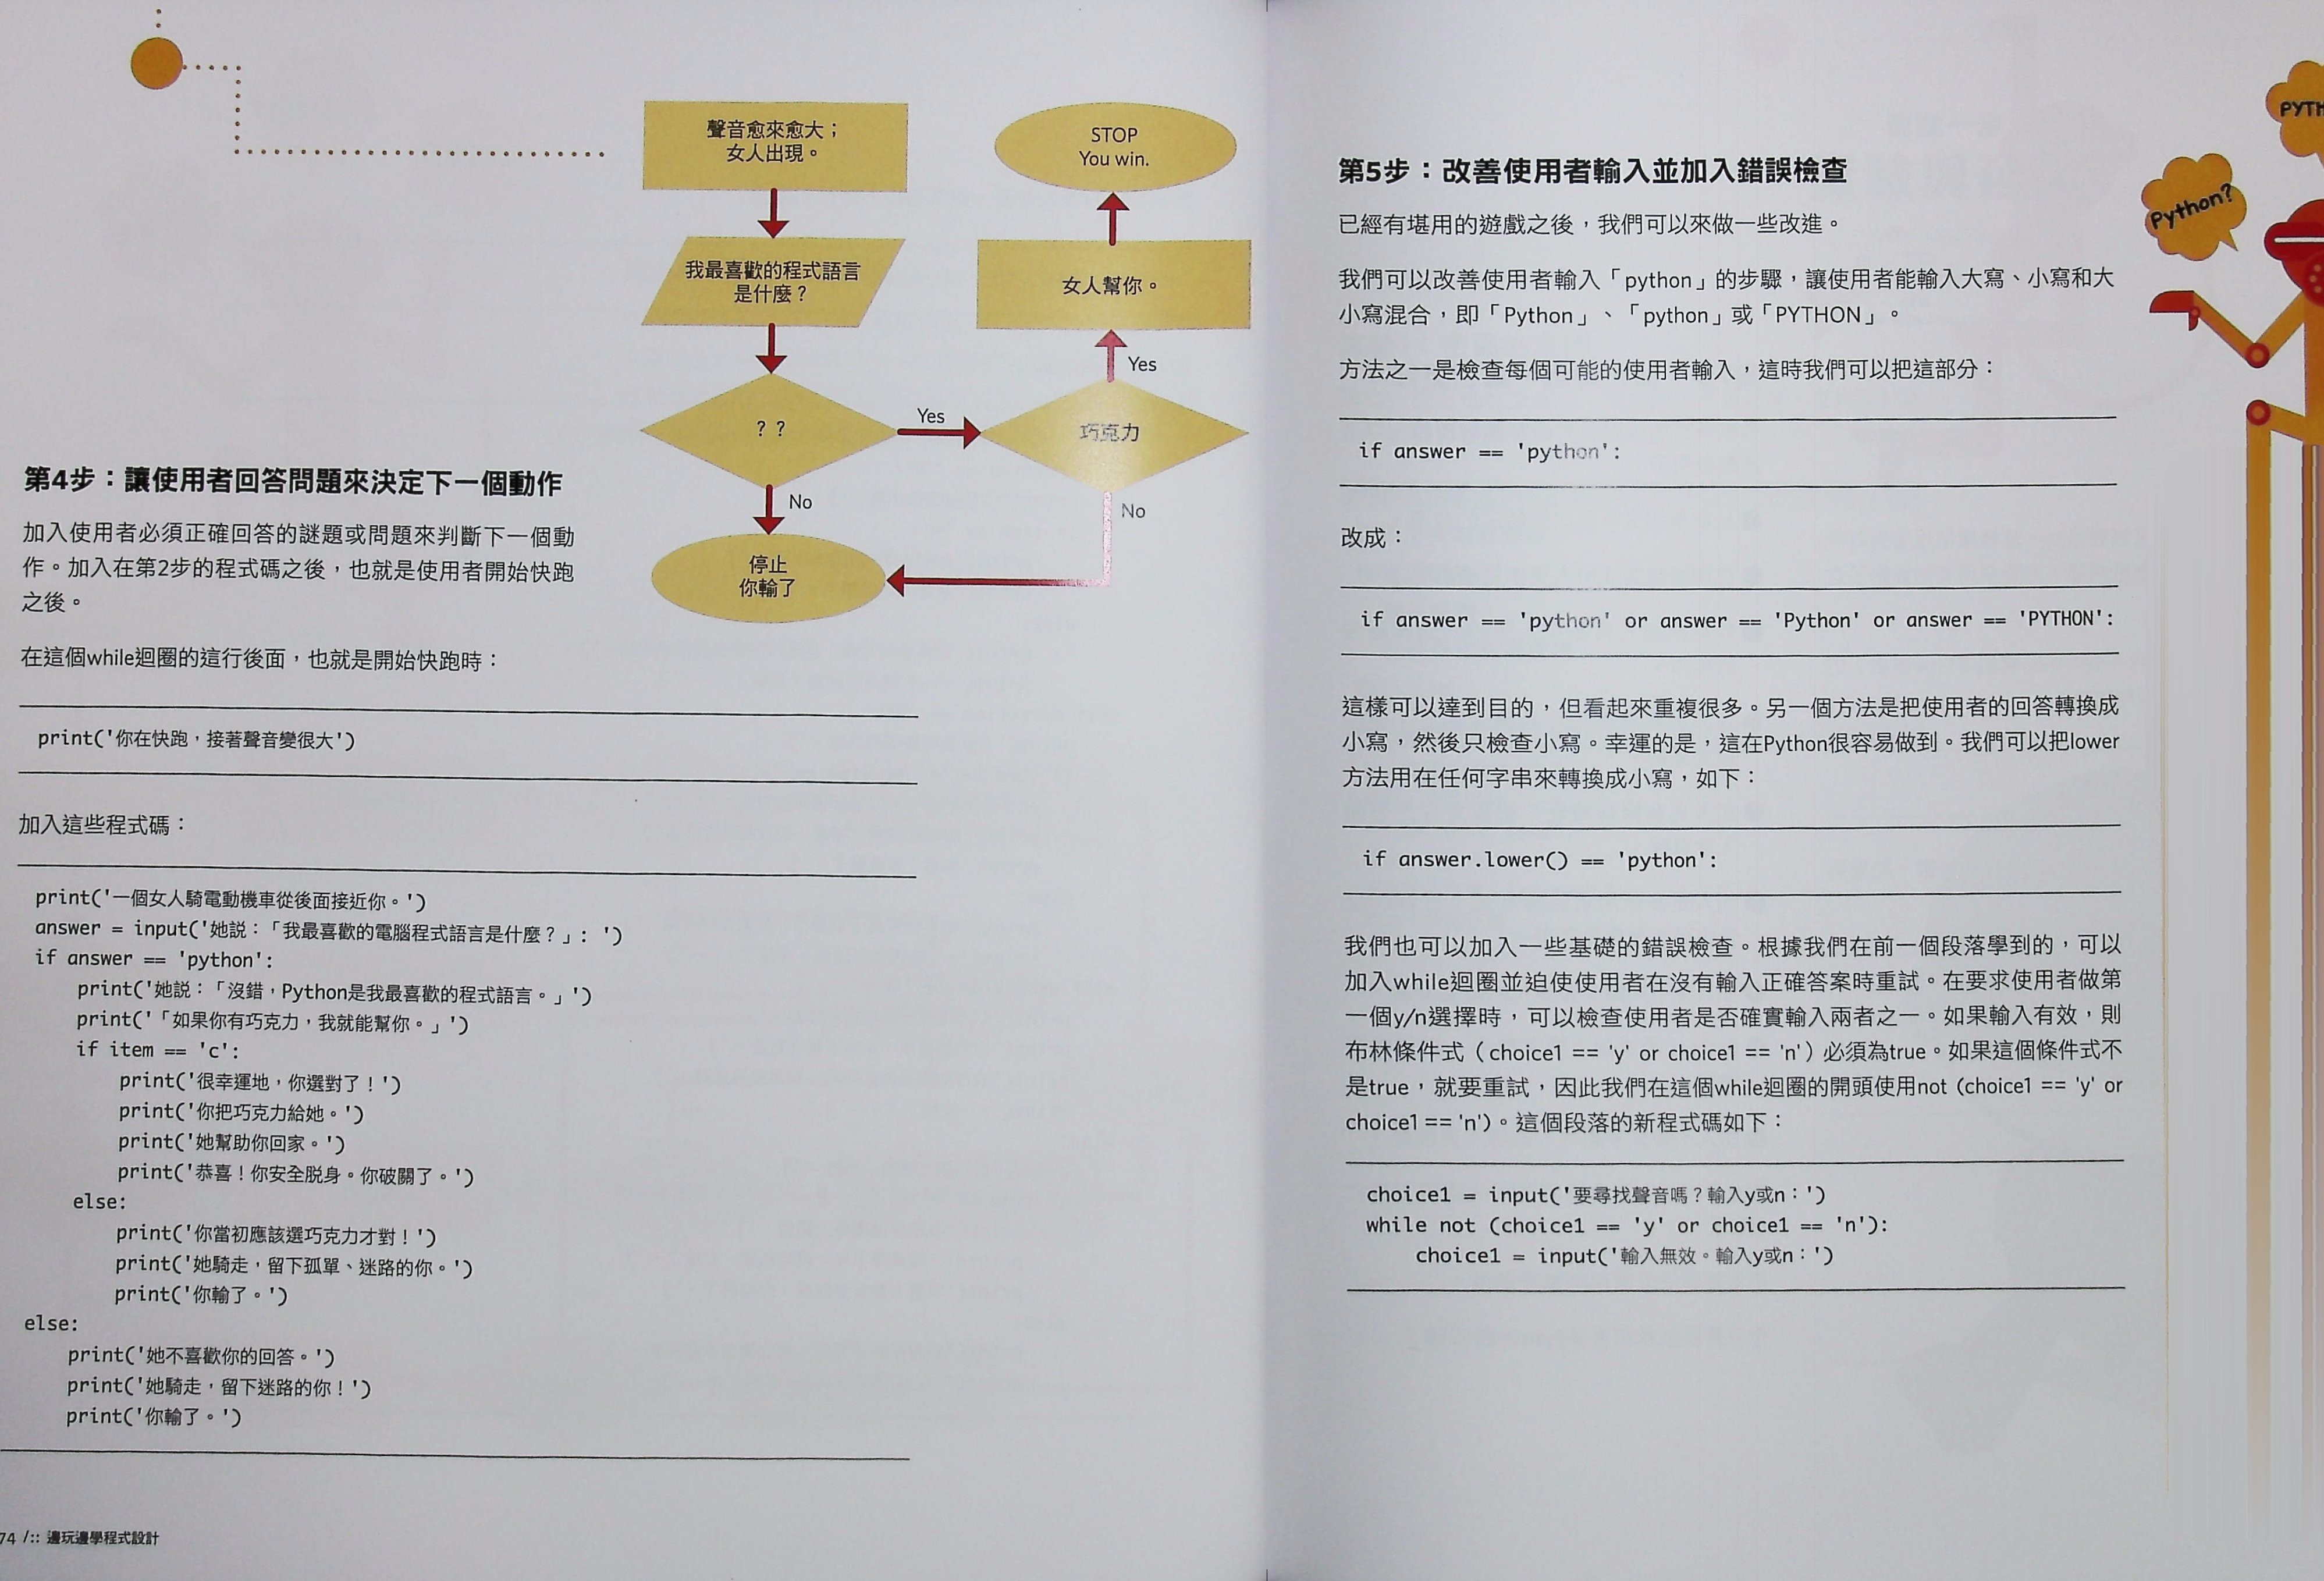 聲音愈來愈大；
女人出現。
我最喜歡的程式語言
是什麼？
？？
Yes
No
停止
你輸了
巧克力
Yes
No
女人幫你。
STOP
You win.
第4步：讓使用者回答問題來決定下一個動作
加入使用者必須正確回答的謎題或問題來判斷下一個動
作。加入在第2步的程式碼之後，也就是使用者開始快跑
之後。
在這個while迴圈的這行後面，也就是開始快跑時：
print('你在快跑，接著聲音變很大')
加入這些程式碼：
print('一個女人騎電動機車從後面接近你。')
answer = input('她說：「我最喜歡的電腦程式語言是什麼？」: ')
if answer == 'python':
    print('她說：「沒錯，Python是我最喜歡的程式語言。」')
    print('「如果你有巧克力，我就能幫你。」')
    if item == 'c':
        print('很幸運地，你選對了！')
        print('你把巧克力給她。')
        print('她幫助你回家。')
        print('恭喜！你安全脫身。你破關了。')
    else:
        print('你當初應該選巧克力才對！')
        print('她騎走，留下孤單、迷路的你。')
        print('你輸了。')
else:
    print('她不喜歡你的回答。')
    print('她騎走，留下迷路的你！')
    print('你輸了。')
74 /:: 邊玩邊學程式設計
第5步：改善使用者輸入並加入錯誤檢查
已經有堪用的遊戲之後，我們可以來做一些改進。
我們可以改善使用者輸入「python」的步驟，讓使用者能輸入大寫、小寫和大
小寫混合，即「Python」、「python」或「PYTHON」。
方法之一是檢查每個可能的使用者輸入，這時我們可以把這部分：
if answer == 'python':
改成：
if answer == 'python' or answer == 'Python' or answer == 'PYTHON':
這樣可以達到目的，但看起來重複很多。另一個方法是把使用者的回答轉換成
小寫，然後只檢查小寫。幸運的是，這在Python很容易做到。我們可以把lower
方法用在任何字串來轉換成小寫，如下：
if answer.lower() == 'python':
我們也可以加入一些基礎的錯誤檢查。根據我們在前一個段落學到的，可以
加入while迴圈並迫使使用者在沒有輸入正確答案時重試。在要求使用者做第
一個y/n選擇時，可以檢查使用者是否確實輸入兩者之一。如果輸入有效，則
布林條件式（choice1 == 'y' or choice1 == 'n'）必須為true。如果這個條件式不
是true，就要重試，因此我們在這個while迴圈的開頭使用not (choice1 == 'y' or
choice1 == 'n')。這個段落的新程式碼如下：
choice1 = input('要尋找聲音嗎？輸入y或n：')
while not (choice1 == 'y' or choice1 == 'n'):
    choice1 = input('輸入無效。輸入y或n：')
Python?
PYTH